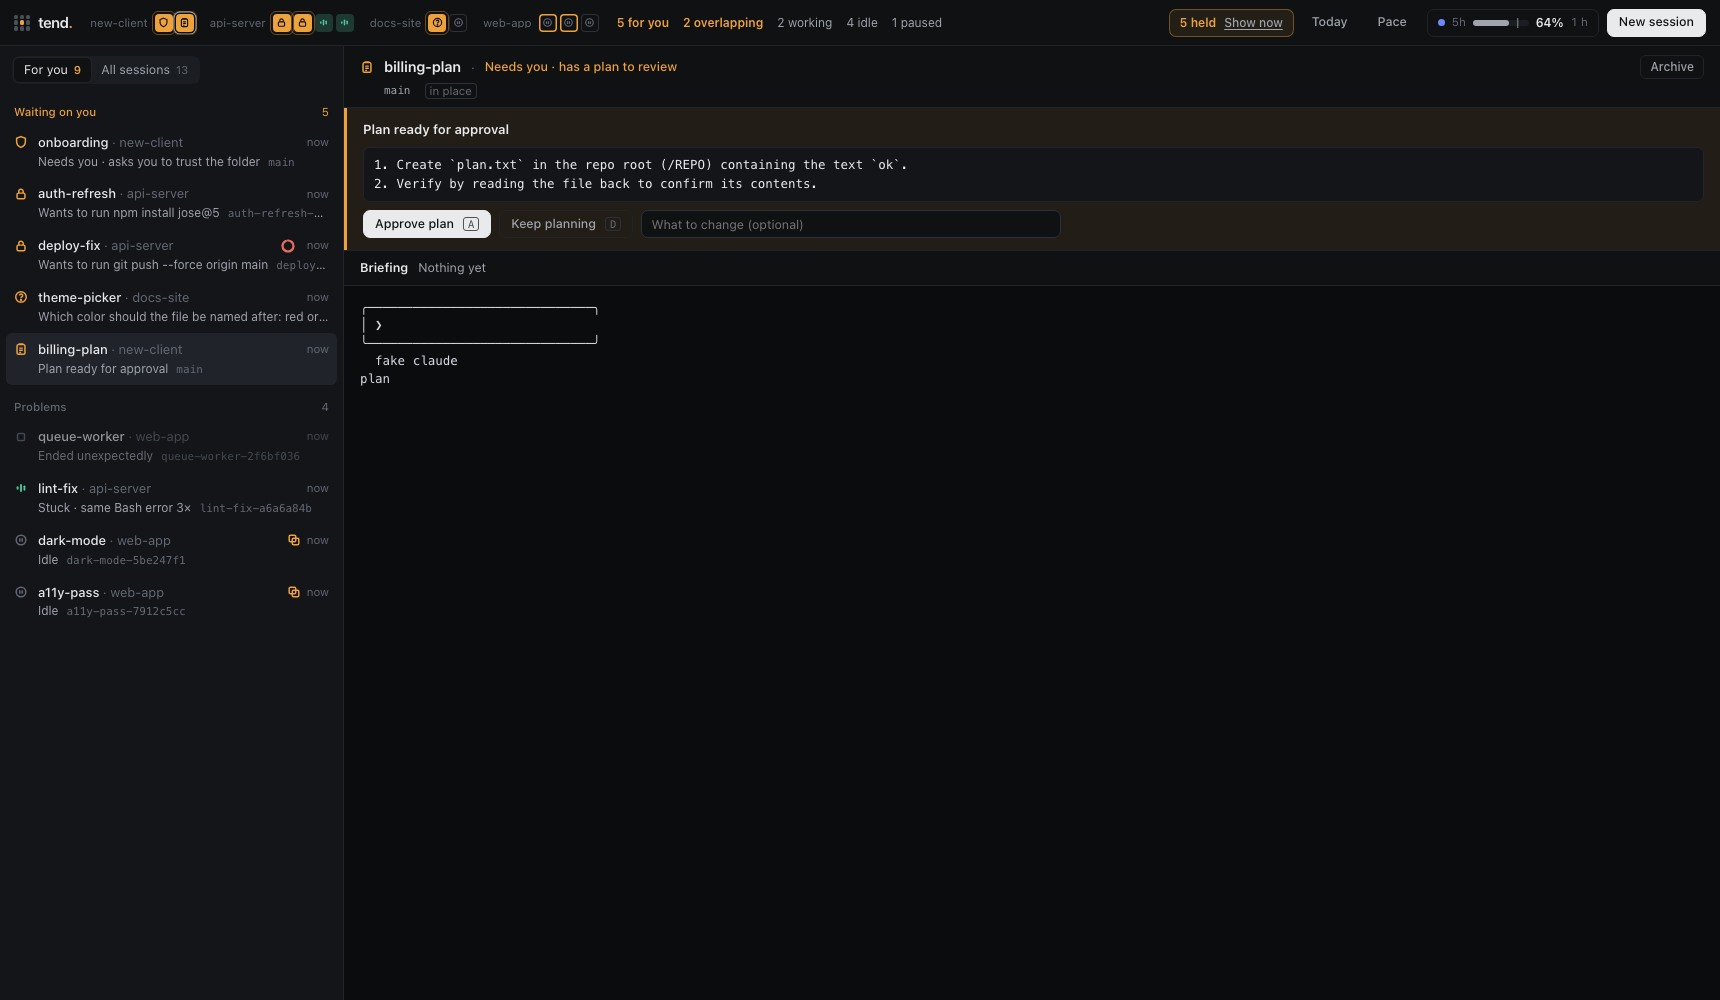 tend. new-client api-server docs-site web-app 5 for you 2 overlapping 2 working 4 idle 1 paused 5 held Show now Today Pace 5h 64% 1 h New session
For you 9 All sessions 13
Waiting on you 5
onboarding · new-client now
Needs you · asks you to trust the folder main
auth-refresh · api-server now
Wants to run npm install jose@5 auth-refresh-…
deploy-fix · api-server now
Wants to run git push --force origin main deploy…
theme-picker · docs-site now
Which color should the file be named after: red or…
billing-plan · new-client now
Plan ready for approval main
Problems 4
queue-worker · web-app now
Ended unexpectedly queue-worker-2f6bf036
lint-fix · api-server now
Stuck · same Bash error 3× lint-fix-a6a6a84b
dark-mode · web-app now
Idle dark-mode-5be247f1
a11y-pass · web-app now
Idle a11y-pass-7912c5cc
billing-plan · Needs you · has a plan to review Archive
main in place
Plan ready for approval
1. Create `plan.txt` in the repo root (/REPO) containing the text `ok`.
2. Verify by reading the file back to confirm its contents.
Approve plan A Keep planning D What to change (optional)
Briefing Nothing yet
❯
fake claude
plan